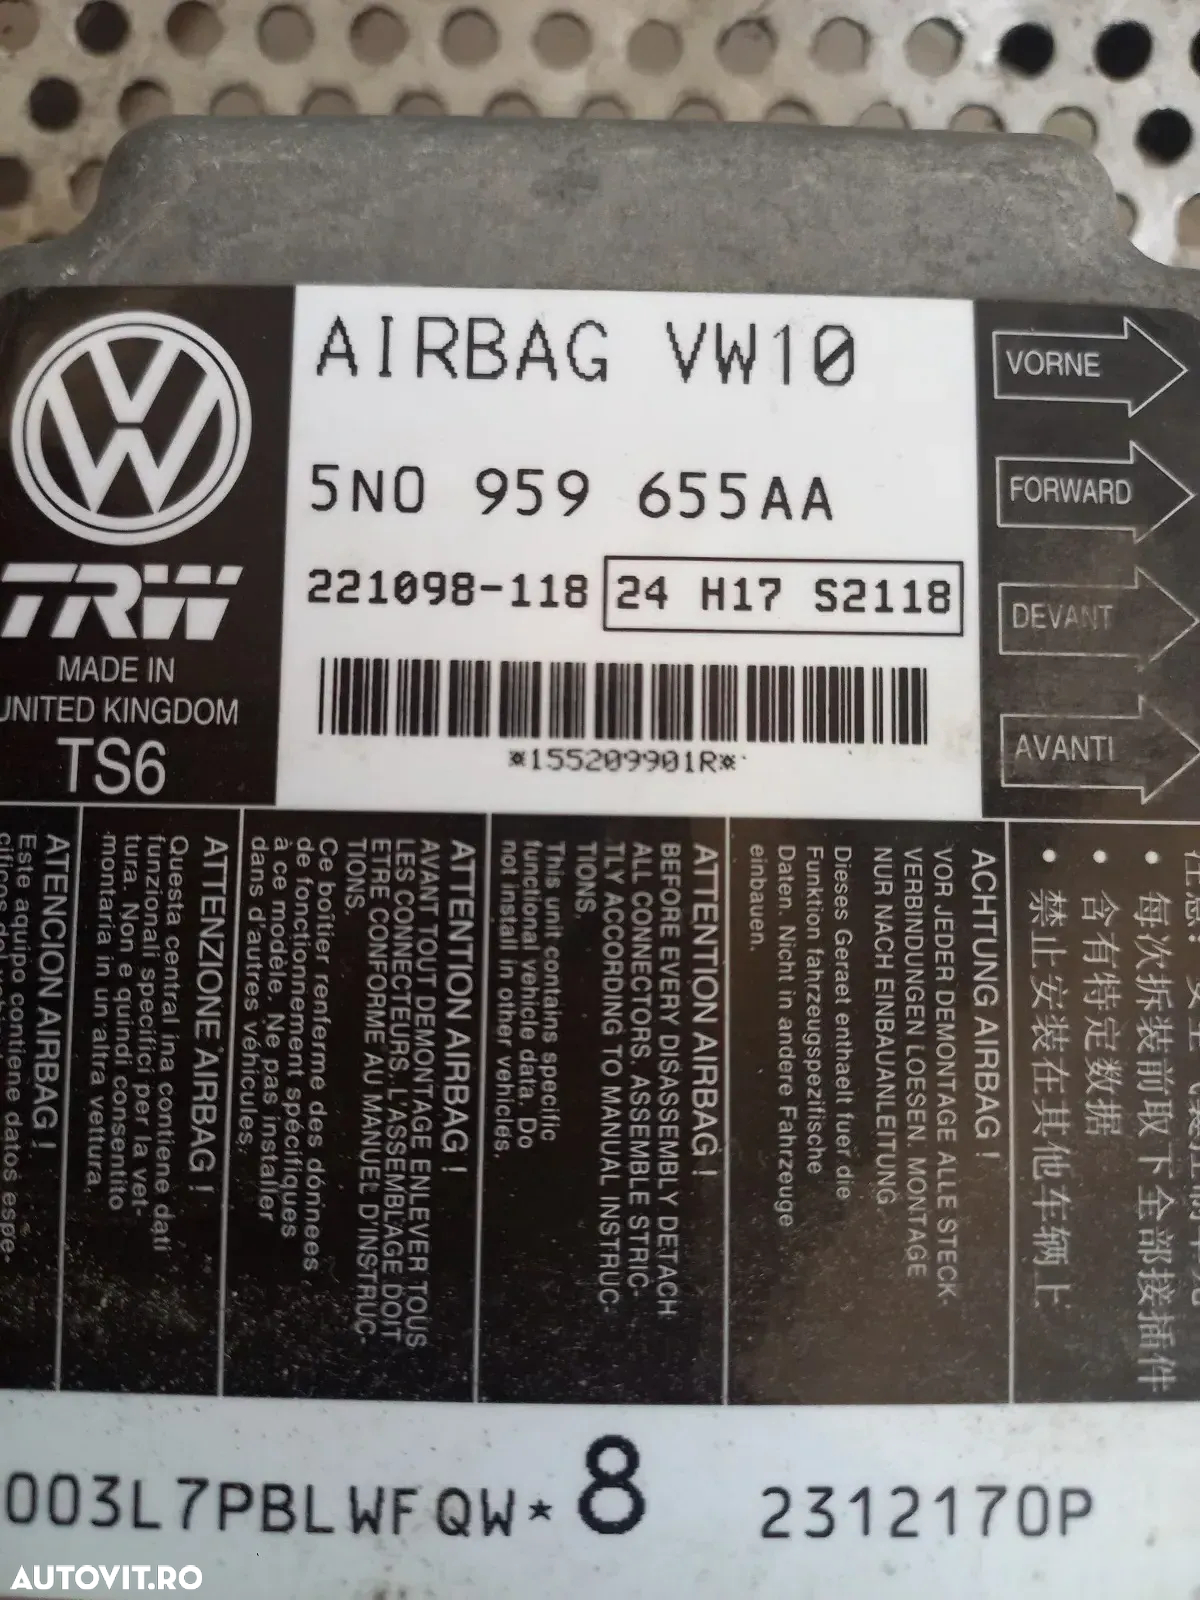 AIRBAG VW10
5N0 959 655AA
221098-118 24 H17 S2118
*155209901R*
TRW
MADE IN
UNITED KINGDOM
TS6
VORNE
FORWARD
DEVANT
AVANTI
• 每次拆装前取下全部接插件
• 含有特定数据
• 禁止安装在其他车辆上
ACHTUNG AIRBAG !
VOR JEDER DEMONTAGE ALLE STECK-
VERBINDUNGEN LOESEN. MONTAGE
NUR NACH EINBAUANLEITUNG.
Dieses Geraet enthaelt fuer die
Funktion fahrzeugspezifische
Daten. Nicht in andere Fahrzeuge
einbauen.
ATTENTION AIRBAG !
BEFORE EVERY DISASSEMBLY DETACH
ALL CONNECTORS. ASSEMBLE STRIC-
TLY ACCORDING TO MANUAL INSTRUC-
TIONS.
This unit contains specific
functional vehicle data. Do
not install in other vehicles.
ATTENTION AIRBAG !
AVANT TOUT DEMONTAGE ENLEVER TOUS
LES CONNECTEURS. L'ASSEMBLAGE DOIT
ETRE CONFORME AU MANUEL D'INSTRUC-
TIONS.
Ce boîtier renferme des dónnees
de fonctionnement spécifiques
à ce modèle. Ne pas installer
dans d'autres véhicules.
ATTENZIONE AIRBAG !
Questa centralina contiene dati
funzionali specifici per la vet-
tura. Non e quindi consentito
montarla in un'altra vettura.
ATENCION AIRBAG !
Este aquipo contiene datos espe-
003L7PBLWFQW* 8 2312170P
AUTOVIT.RO